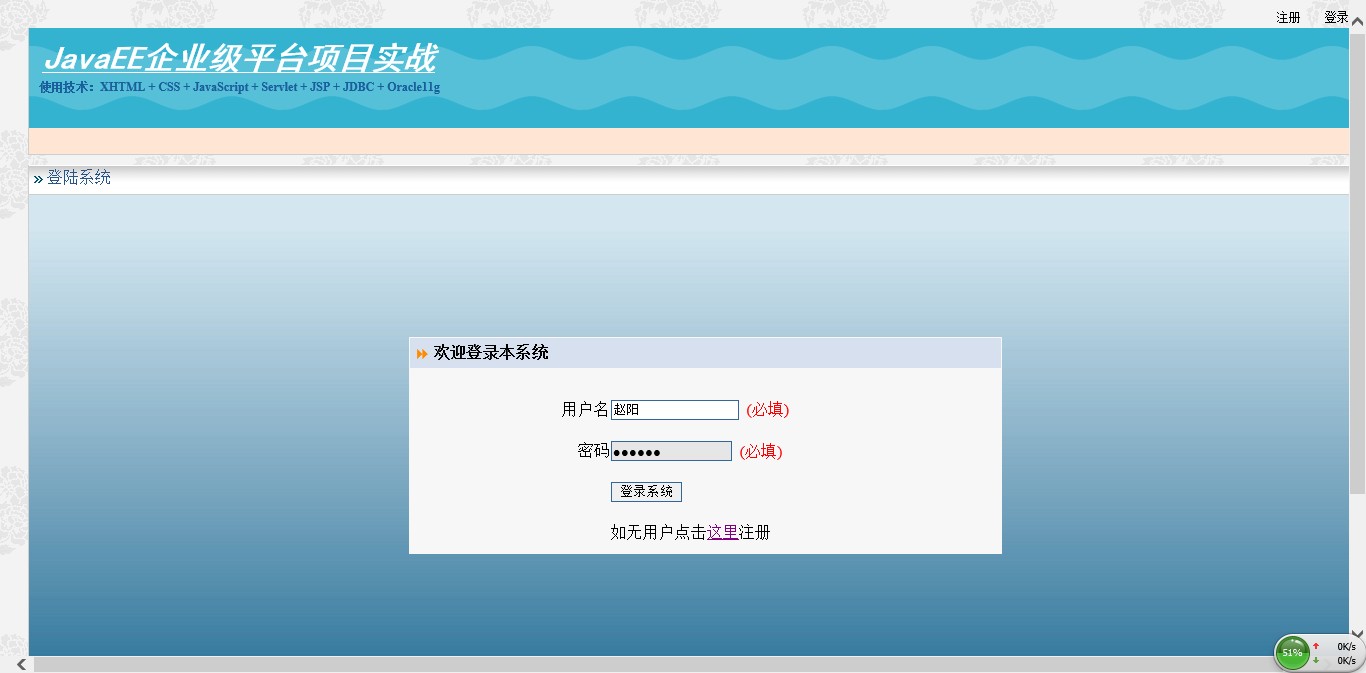 注册 登录
JavaEE企业级平台项目实战
使用技术：XHTML + CSS + JavaScript + Servlet + JSP + JDBC + Oracle11g
» 登陆系统
欢迎登录本系统
用户名 赵阳 (必填)
密码 ●●●●●● (必填)
登录系统
如无用户点击这里注册
51% 0K/s
0K/s